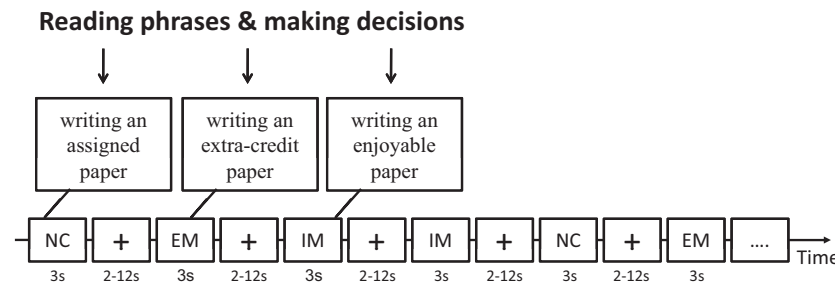 Reading phrases & making decisions
writing an
assigned
paper
writing an
extra-credit
paper
writing an
enjoyable
paper
NC + EM + IM + IM + NC + EM ....
Time
3s 2-12s 3s 2-12s 3s 2-12s 3s 2-12s 3s 2-12s 3s